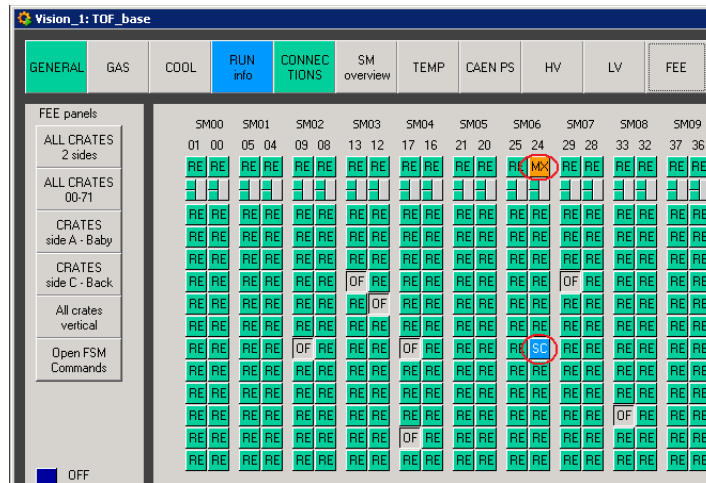 Vision_1: TOF_base
GENERAL GAS COOL RUN info CONNEC TIONS SM overview TEMP CAEN PS HV LV FEE
FEE panels
ALL CRATES
2 sides
ALL CRATES
00-71
CRATES
side A - Baby
CRATES
side C - Back
All crates
vertical
Open FSM
Commands
OFF
SM00 SM01 SM02 SM03 SM04 SM05 SM06 SM07 SM08 SM09
01 00 05 04 09 08 13 12 17 16 21 20 25 24 29 28 33 32 37 36
RE RE RE RE RE RE RE RE RE RE RE RE RE MX RE RE RE RE RE RE
RE RE RE RE RE RE RE RE RE RE RE RE RE RE RE RE RE RE RE RE
RE RE RE RE RE RE RE RE RE RE RE RE RE RE RE RE RE RE RE RE
RE RE RE RE RE RE RE RE RE RE RE RE RE RE RE RE RE RE RE RE
RE RE RE RE RE RE OF RE RE RE RE RE RE RE OF RE RE RE RE RE
RE RE RE RE RE RE RE OF RE RE RE RE RE RE RE RE RE RE RE RE
RE RE RE RE RE RE RE RE RE RE RE RE RE RE RE RE RE RE RE RE
RE RE RE RE OF RE RE RE OF RE RE RE RE SC RE RE RE RE RE RE
RE RE RE RE RE RE RE RE RE RE RE RE RE RE RE RE RE RE RE RE
RE RE RE RE RE RE RE RE RE RE RE RE RE RE RE RE RE RE RE RE
RE RE RE RE RE RE RE RE RE RE RE RE RE RE RE RE OF RE RE RE
RE RE RE RE RE RE RE RE OF RE RE RE RE RE RE RE RE RE RE RE
RE RE RE RE RE RE RE RE RE RE RE RE RE RE RE RE RE RE RE RE